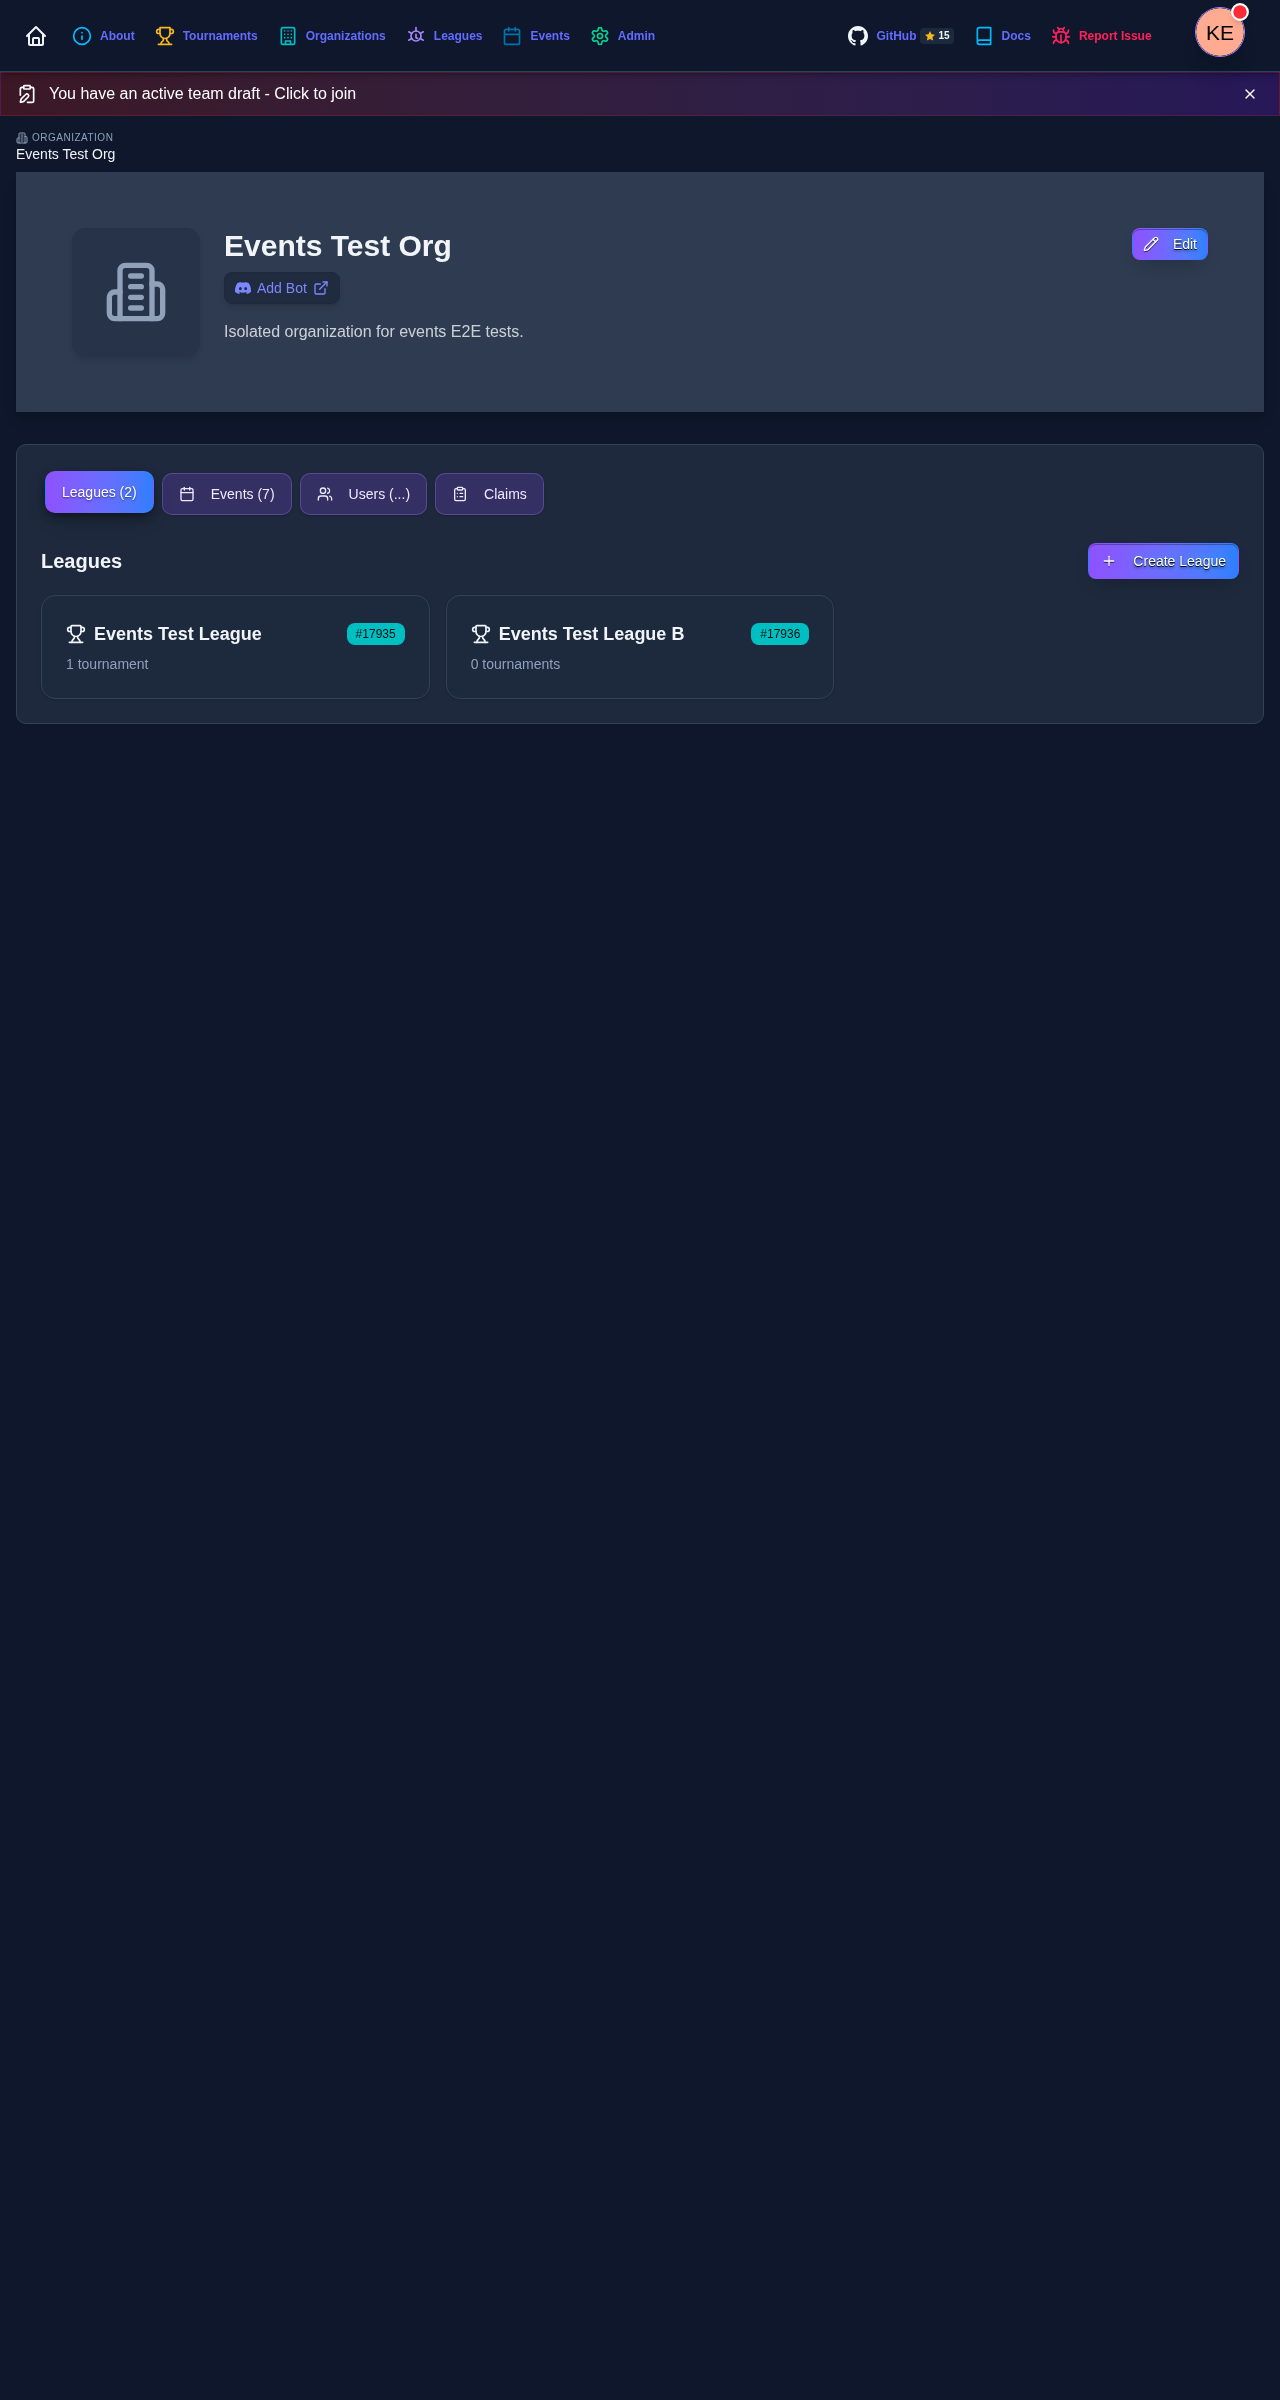 About Tournaments Organizations Leagues Events Admin GitHub 15 Docs Report Issue KE
You have an active team draft - Click to join
ORGANIZATION
Events Test Org
Events Test Org
Edit
Add Bot
Isolated organization for events E2E tests.
Leagues (2) Events (7) Users (...) Claims
Leagues
Create League
Events Test League #17935
1 tournament
Events Test League B #17936
0 tournaments